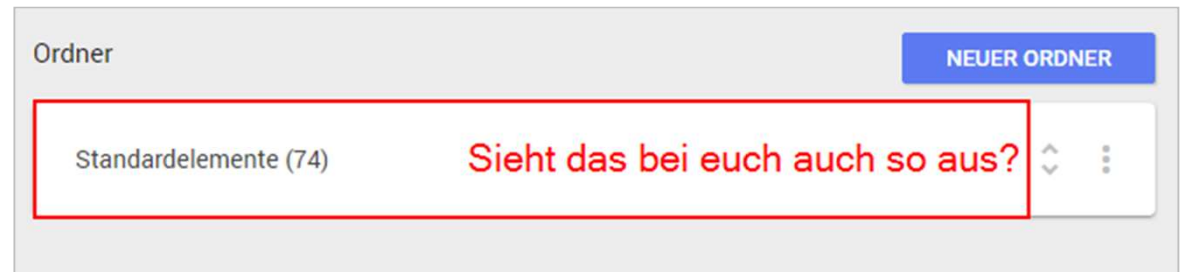 Ordner
NEUER ORDNER
Standardelemente (74)
Sieht das bei euch auch so aus?